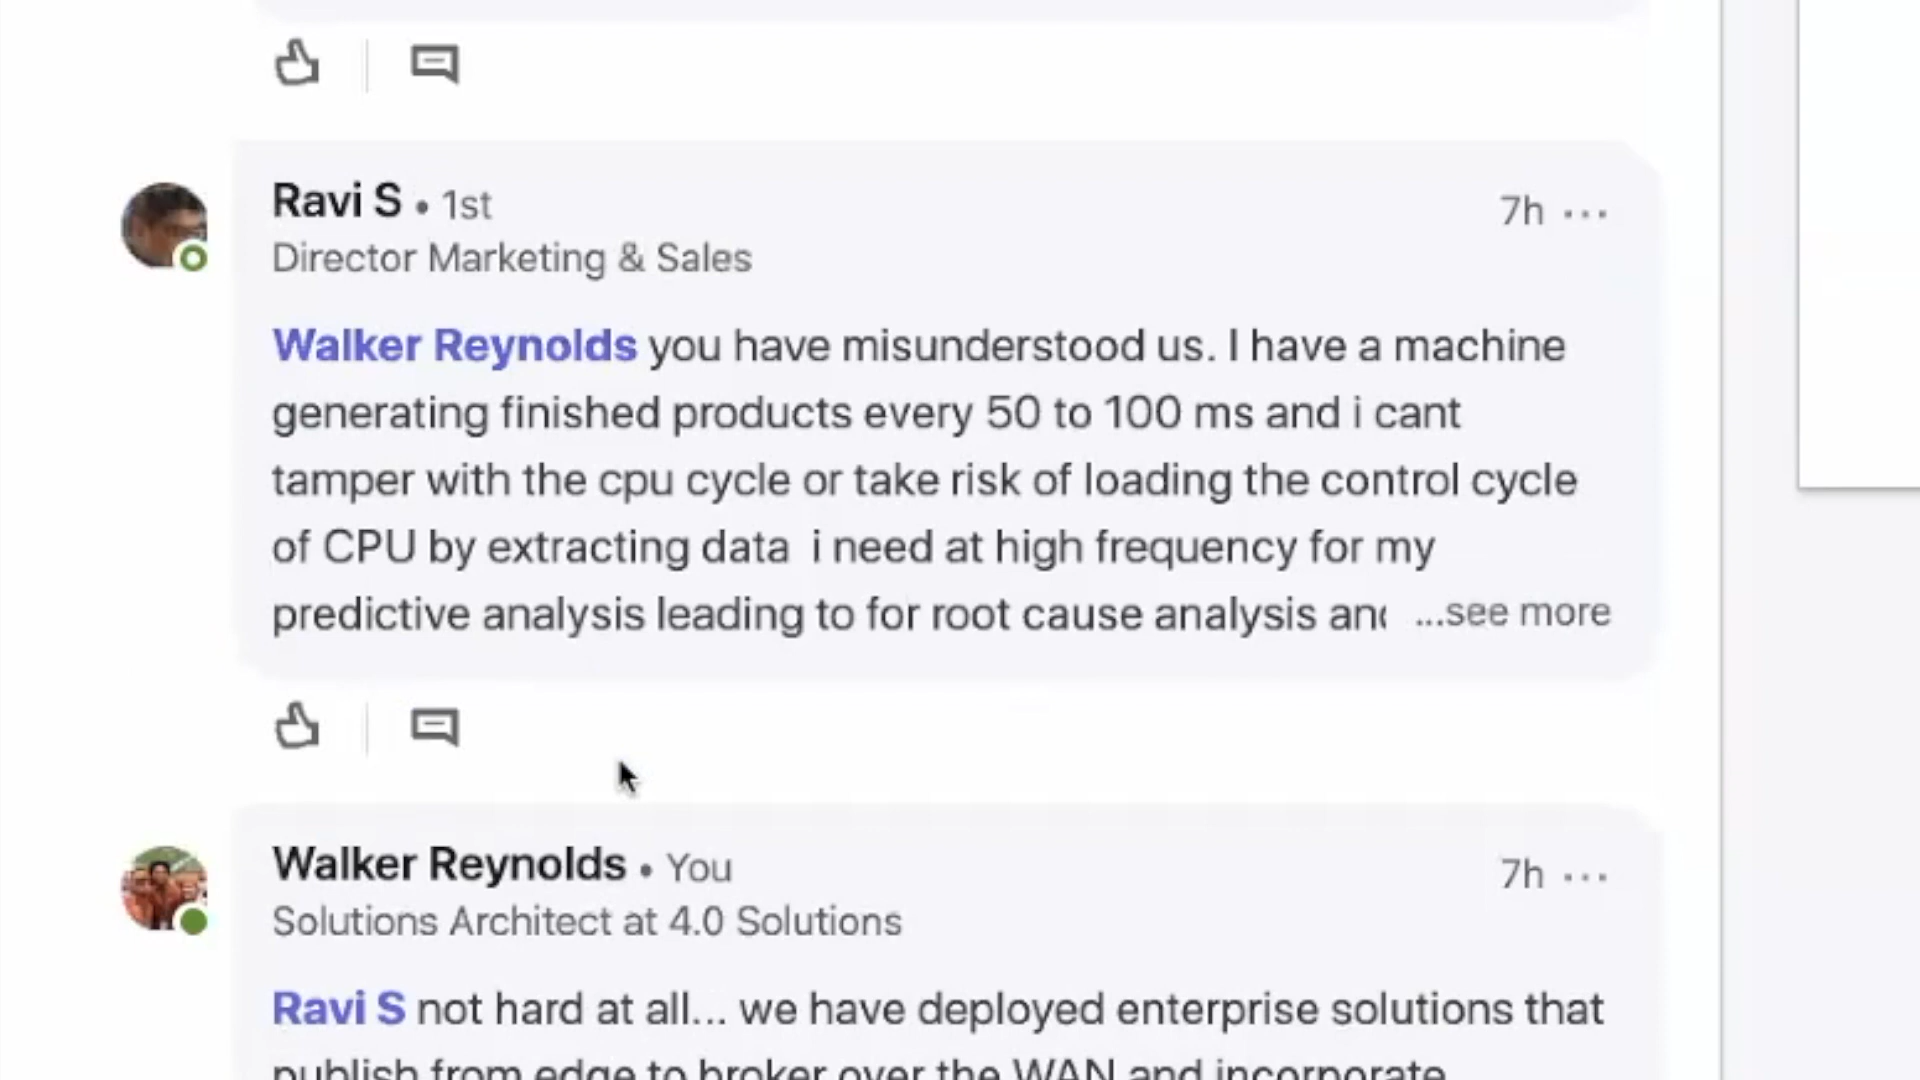 Ravi S • 1st
7h ...
Director Marketing & Sales
Walker Reynolds you have misunderstood us. I have a machine
generating finished products every 50 to 100 ms and i cant
tamper with the cpu cycle or take risk of loading the control cycle
of CPU by extracting data  i need at high frequency for my
predictive analysis leading to for root cause analysis and ...see more
Walker Reynolds • You
7h ...
Solutions Architect at 4.0 Solutions
Ravi S not hard at all... we have deployed enterprise solutions that
publish from edge to broker over the WAN and incorporate